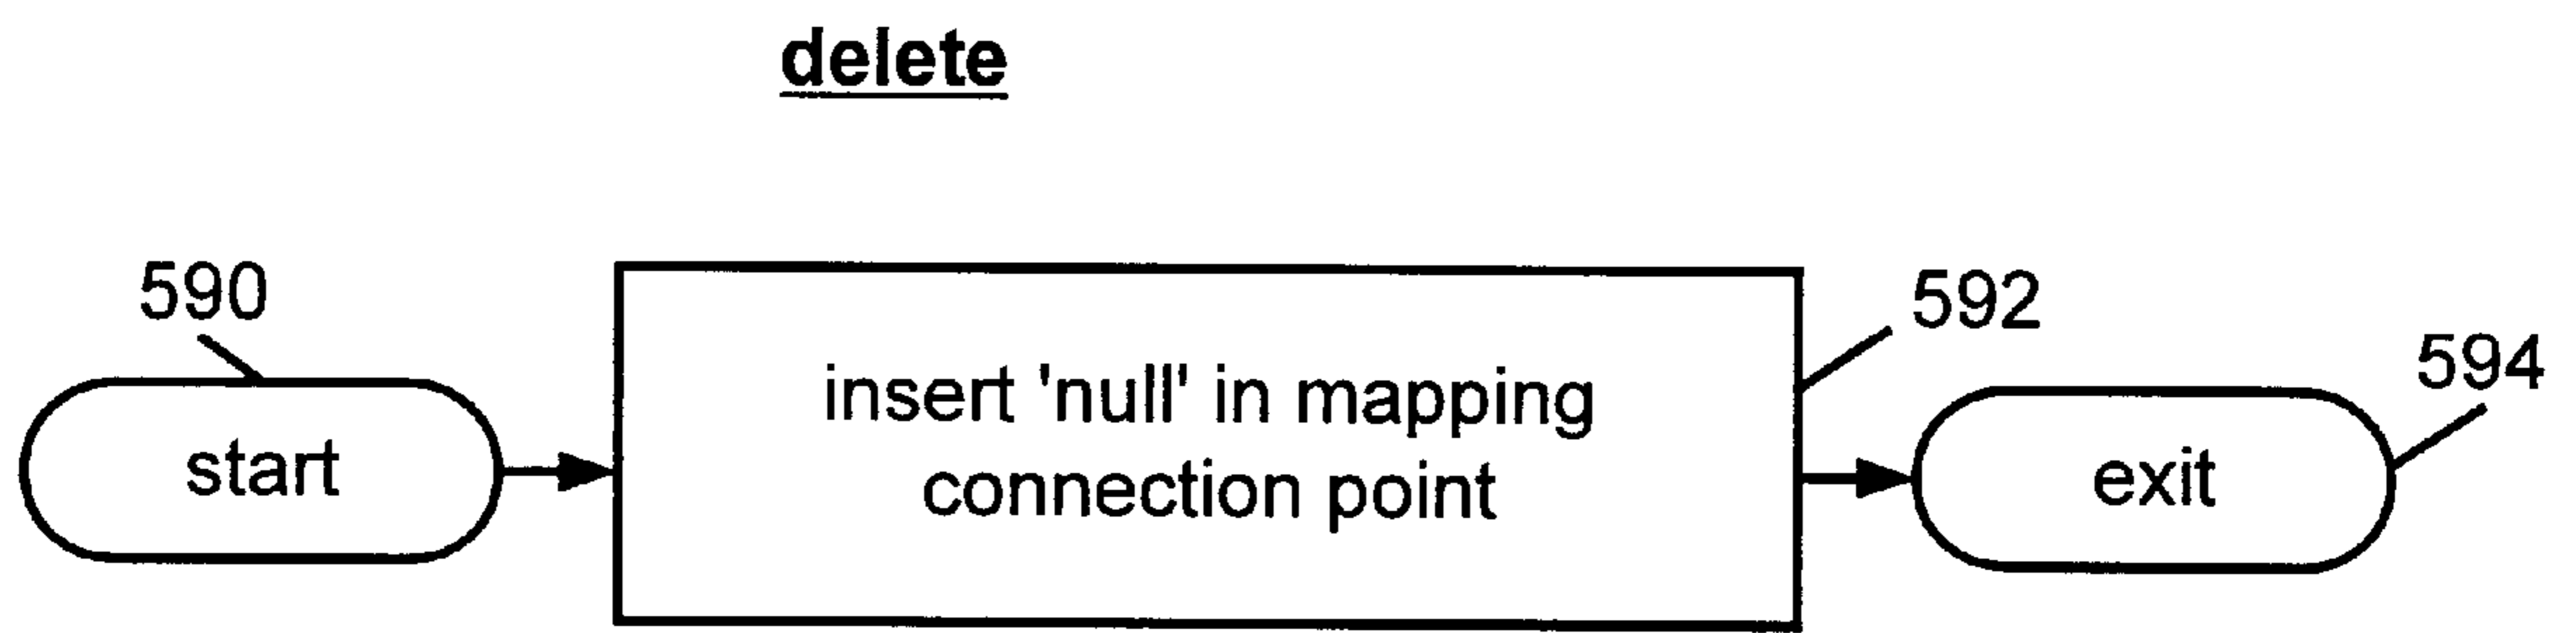 delete
590
592
594
start
insert 'null' in mapping
connection point
exit